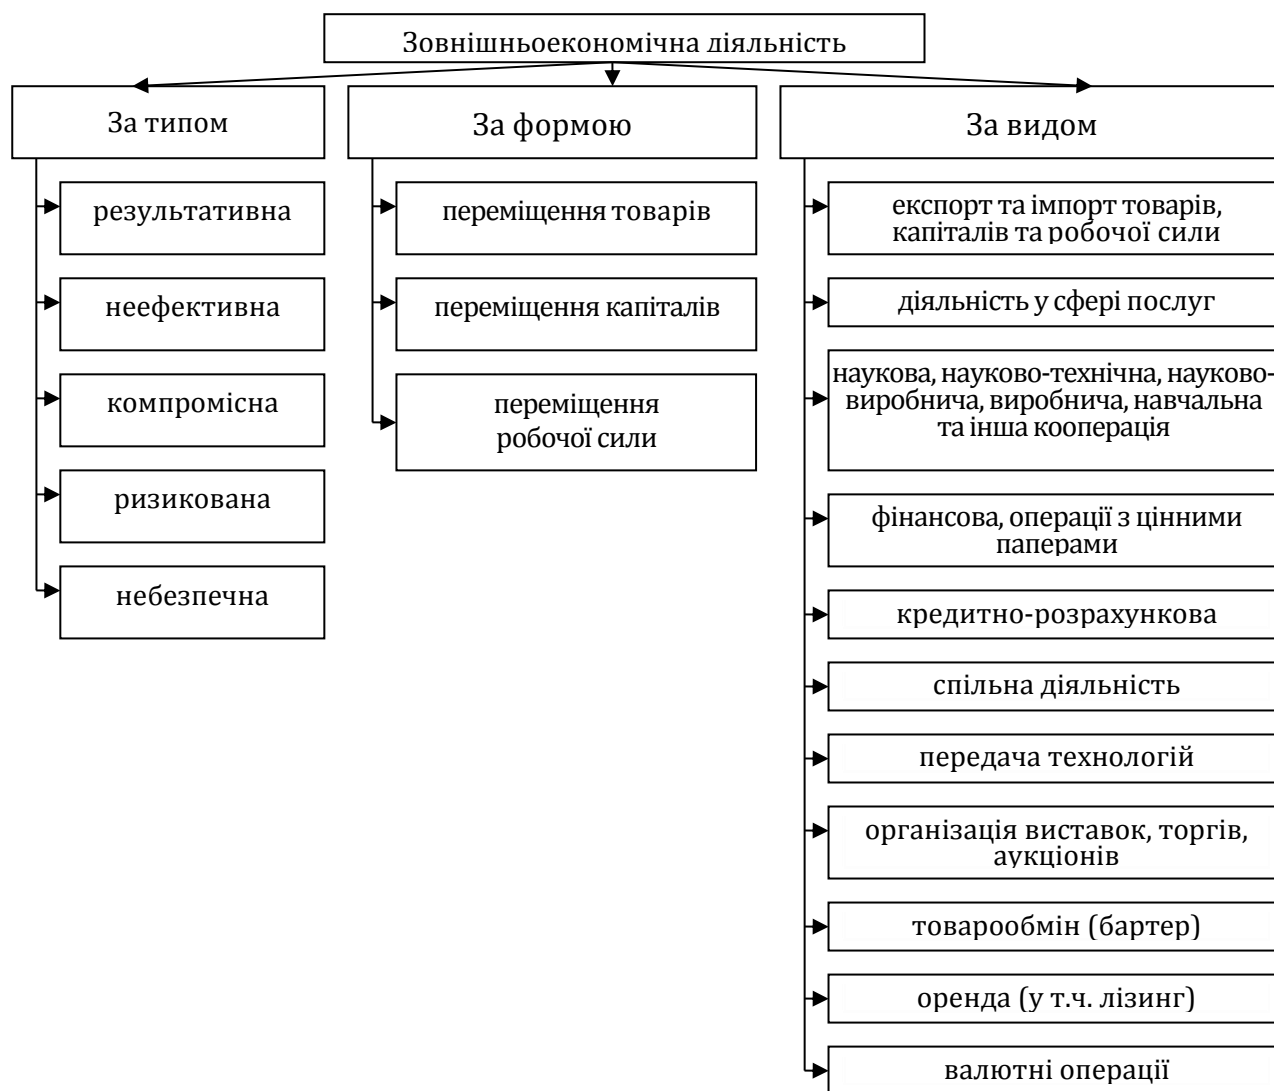 Зовнішньоекономічна діяльність
За типом
результативна
неефективна
компромісна
ризикована
небезпечна
За формою
переміщення товарів
переміщення капіталів
переміщення
робочої сили
За видом
експорт та імпорт товарів,
капіталів та робочої сили
діяльність у сфері послуг
наукова, науково-технічна, науково-
виробнича, виробнича, навчальна
та інша кооперація
фінансова, операції з цінними
паперами
кредитно-розрахункова
спільна діяльність
передача технологій
організація виставок, торгів,
аукціонів
товарообмін (бартер)
оренда (у т.ч. лізинг)
валютні операції